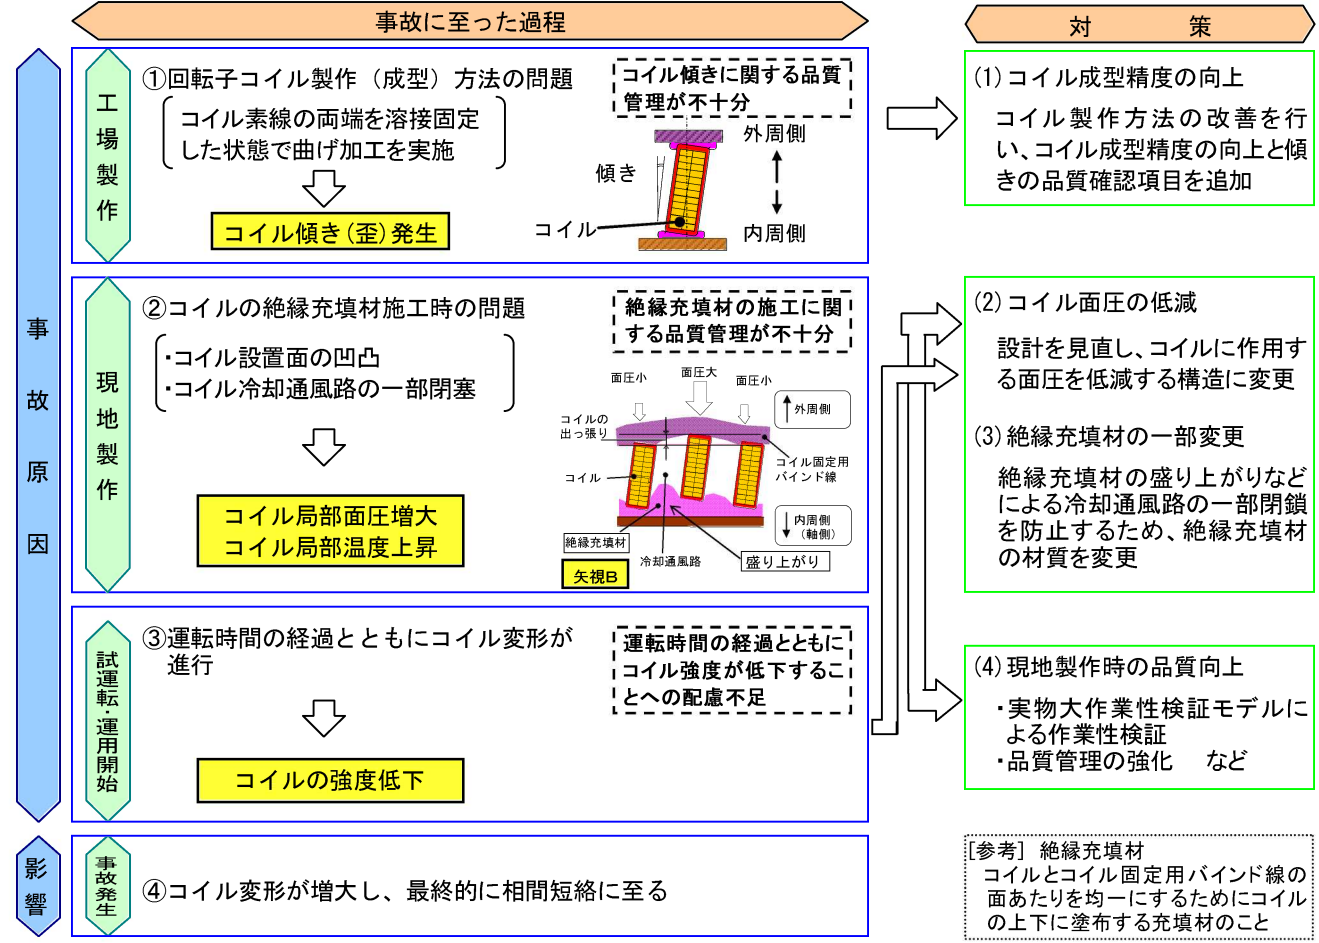 事故に至った過程
対　　　策
事故原因
工場製作
①回転子コイル製作（成型）方法の問題
コイル素線の両端を溶接固定
した状態で曲げ加工を実施
コイル傾き(歪)発生
コイル傾きに関する品質
管理が不十分
外周側
傾き
コイル
内周側
(1)コイル成型精度の向上
コイル製作方法の改善を行
い、コイル成型精度の向上と傾
きの品質確認項目を追加
現地製作
②コイルの絶縁充填材施工時の問題
・コイル設置面の凹凸
・コイル冷却通風路の一部閉塞
コイル局部面圧増大
コイル局部温度上昇
絶縁充填材の施工に関
する品質管理が不十分
面圧小
面圧大
面圧小
外周側
コイルの
出っ張り
コイル固定用
バインド線
コイル
内周側
（軸側）
絶縁充填材
冷却通風路
盛り上がり
矢視B
(2)コイル面圧の低減
設計を見直し、コイルに作用す
る面圧を低減する構造に変更
(3)絶縁充填材の一部変更
絶縁充填材の盛り上がりなど
による冷却通風路の一部閉鎖
を防止するため、絶縁充填材
の材質を変更
試運転・運用開始
③運転時間の経過とともにコイル変形が
進行
コイルの強度低下
運転時間の経過とともに
コイル強度が低下するこ
とへの配慮不足
(4)現地製作時の品質向上
・実物大作業性検証モデルに
よる作業性検証
・品質管理の強化　など
影響
事故発生
④コイル変形が増大し、最終的に相間短絡に至る
[参考]　絶縁充填材
コイルとコイル固定用バインド線の
面あたりを均一にするためにコイル
の上下に塗布する充填材のこと